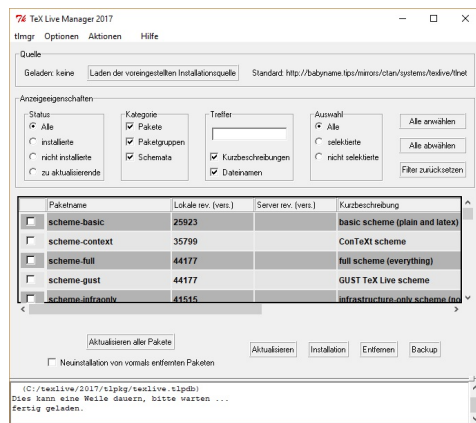 TeX Live Manager 2017
tlmgr Optionen Aktionen Hilfe
Quelle
Geladen: keine Laden der voreingestellten Installationsquelle Standard: http://babyname.tips/mirrors/ctan/systems/texlive/tlnet
Anzeigeeigenschaften
Status Kategorie Treffer Auswahl
Alle Pakete Alle Alle anwählen
installierte Paketgruppen selektierte
nicht installierte Schemata Kurzbeschreibungen nicht selektierte Alle abwählen
zu aktualisierende Dateinamen Filter zurücksetzen
Paketname Lokale rev. (vers.) Server rev. (vers.) Kurzbeschreibung
scheme-basic 25923 basic scheme (plain and latex)
scheme-context 35799 ConTeXt scheme
scheme-full 44177 full scheme (everything)
scheme-gust 44177 GUST TeX Live scheme
scheme-infraonly 41515 infrastructure-only scheme (no
Aktualisieren aller Pakete
Aktualisieren Installation Entfernen Backup
Neuinstallation von vormals entfernten Paketen
(C:/texlive/2017/tlpkg/texlive.tlpdb)
Dies kann eine Weile dauern, bitte warten ...
fertig geladen.